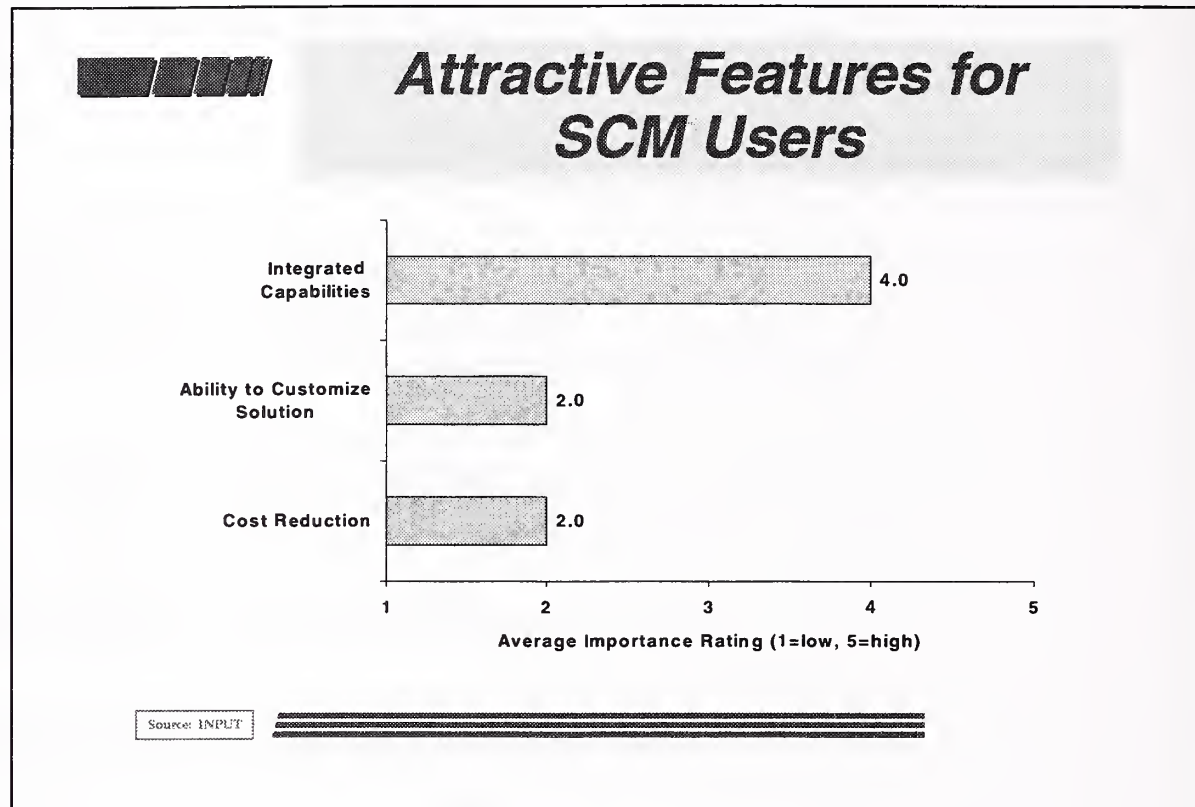 Attractive Features for
SCM Users
Integrated
Capabilities
4.0
Ability to Customize
Solution
2.0
Cost Reduction
2.0
1 2 3 4 5
Average Importance Rating (1=low, 5=high)
Source: INPUT